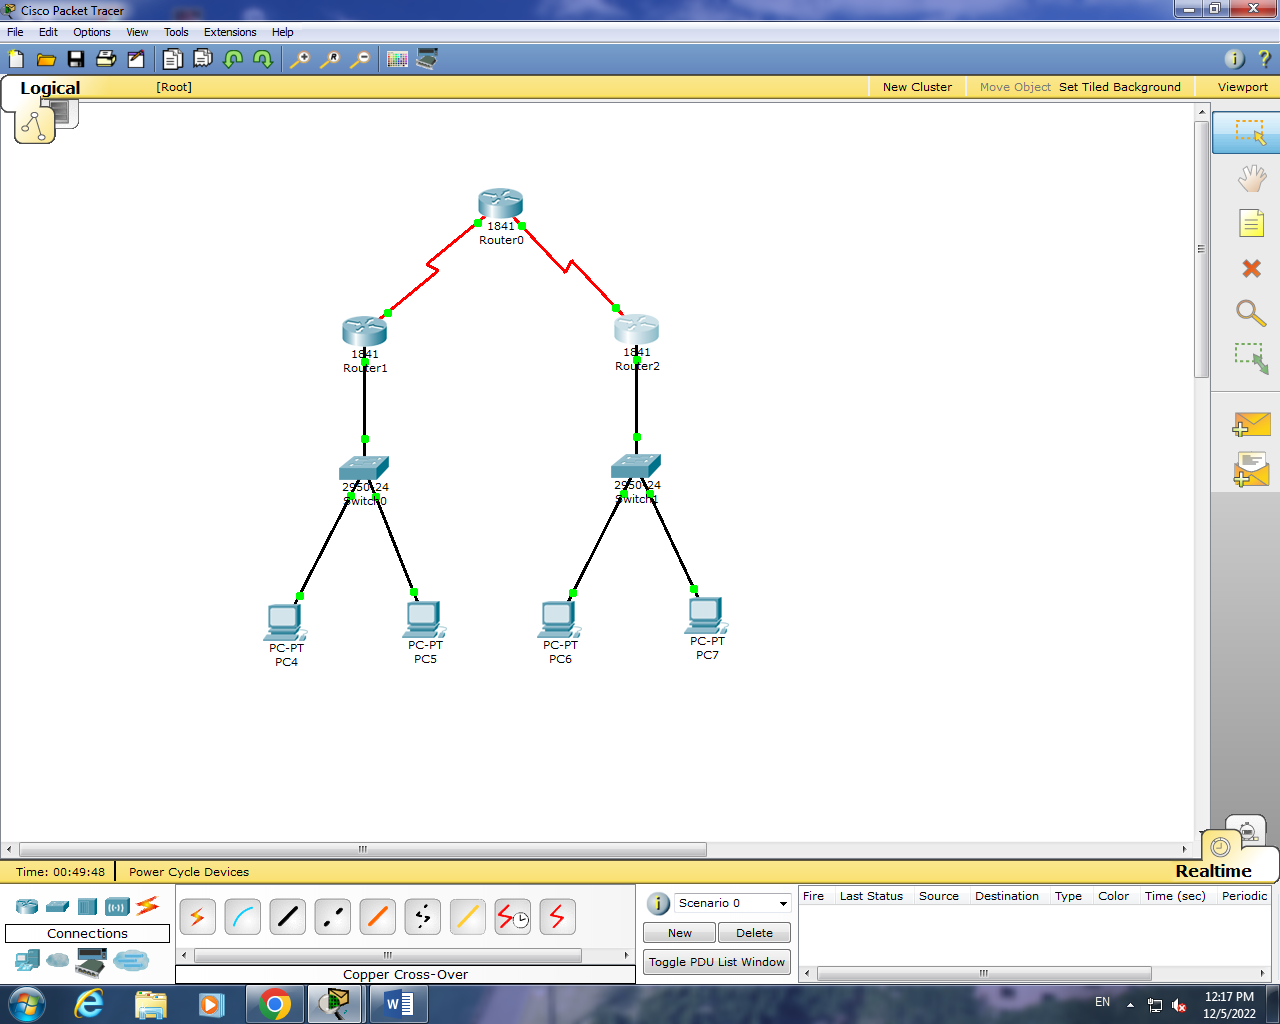 Cisco Packet Tracer
File Edit Options View Tools Extensions Help
Logical [Root] New Cluster Move Object Set Tiled Background Viewport
1841
Router0
1841
Router1
1841
Router2
2950-24
Switch0
2950-24
Switch1
PC-PT
PC4
PC-PT
PC5
PC-PT
PC6
PC-PT
PC7
Realtime
Time: 00:49:48 Power Cycle Devices
Connections
Copper Cross-Over
Scenario 0
New Delete
Toggle PDU List Window
Fire Last Status Source Destination Type Color Time (sec) Periodic
EN
12:17 PM
12/5/2022